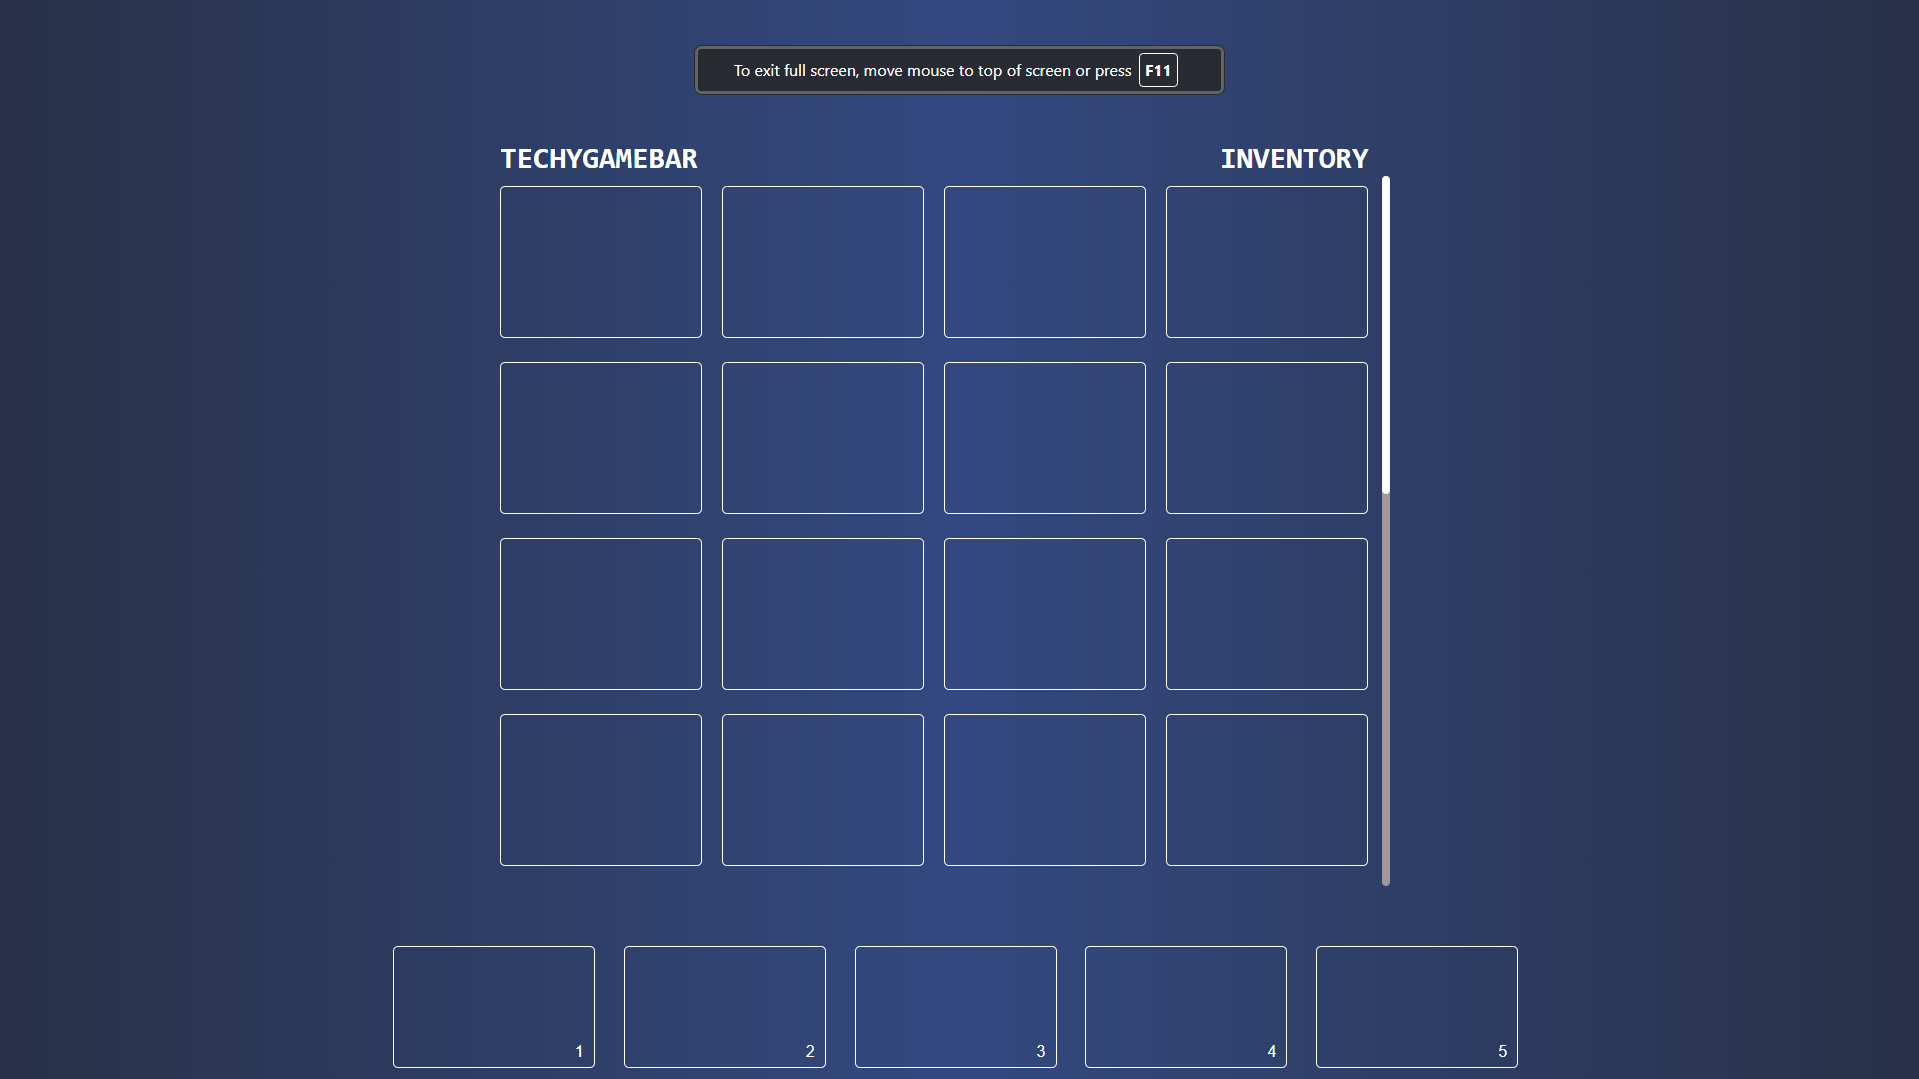 To exit full screen, move mouse to top of screen or press F11
TECHYGAMEBAR INVENTORY
1 2 3 4 5